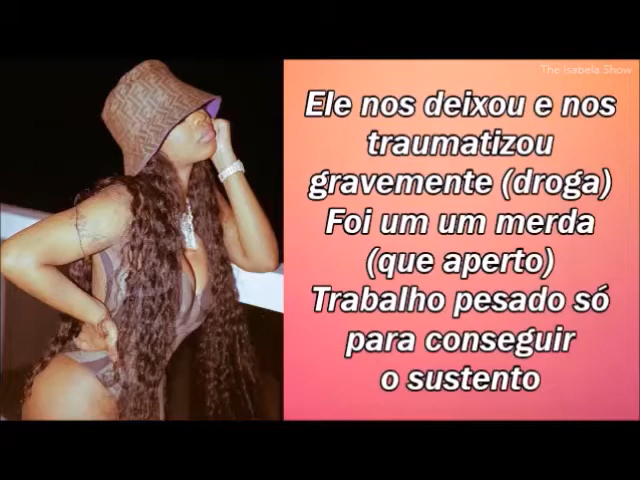 The Isabela Show
Ele nos deixou e nos
traumatizou
gravemente (droga)
Foi um um merda
(que aperto)
Trabalho pesado só
para conseguir
o sustento